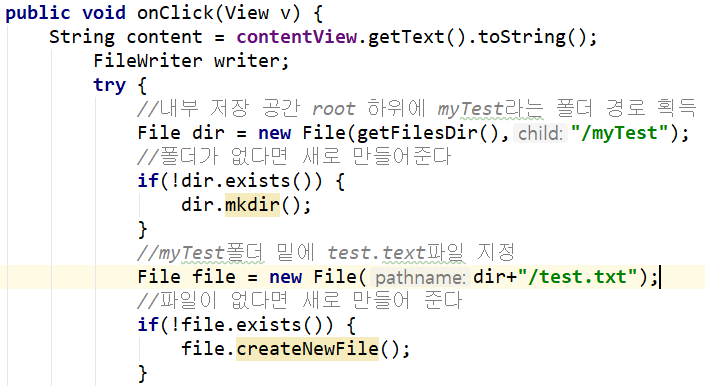 public void onClick(View v) {
String content = contentView.getText().toString();
FileWriter writer;
try {
//내부 저장 공간 root 하위에 myTest라는 폴더 경로 획득
File dir = new File(getFilesDir(), child: "/myTest");
//폴더가 없다면 새로 만들어준다
if(!dir.exists()) {
dir.mkdir();
}
//myTest폴더 밑에 test.text파일 지정
File file = new File( pathname: dir+"/test.txt");
//파일이 없다면 새로 만들어 준다
if(!file.exists()) {
file.createNewFile();
}